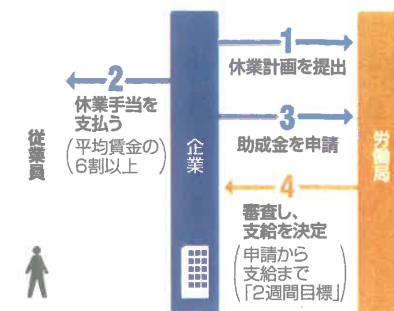 1
休業計画を提出
2
休業手当を
支払う
(平均賃金の
6割以上)
従業員
企業
3
助成金を申請
労働局
4
審査し、
支給を決定
(申請から
支給まで
「2週間目標」)